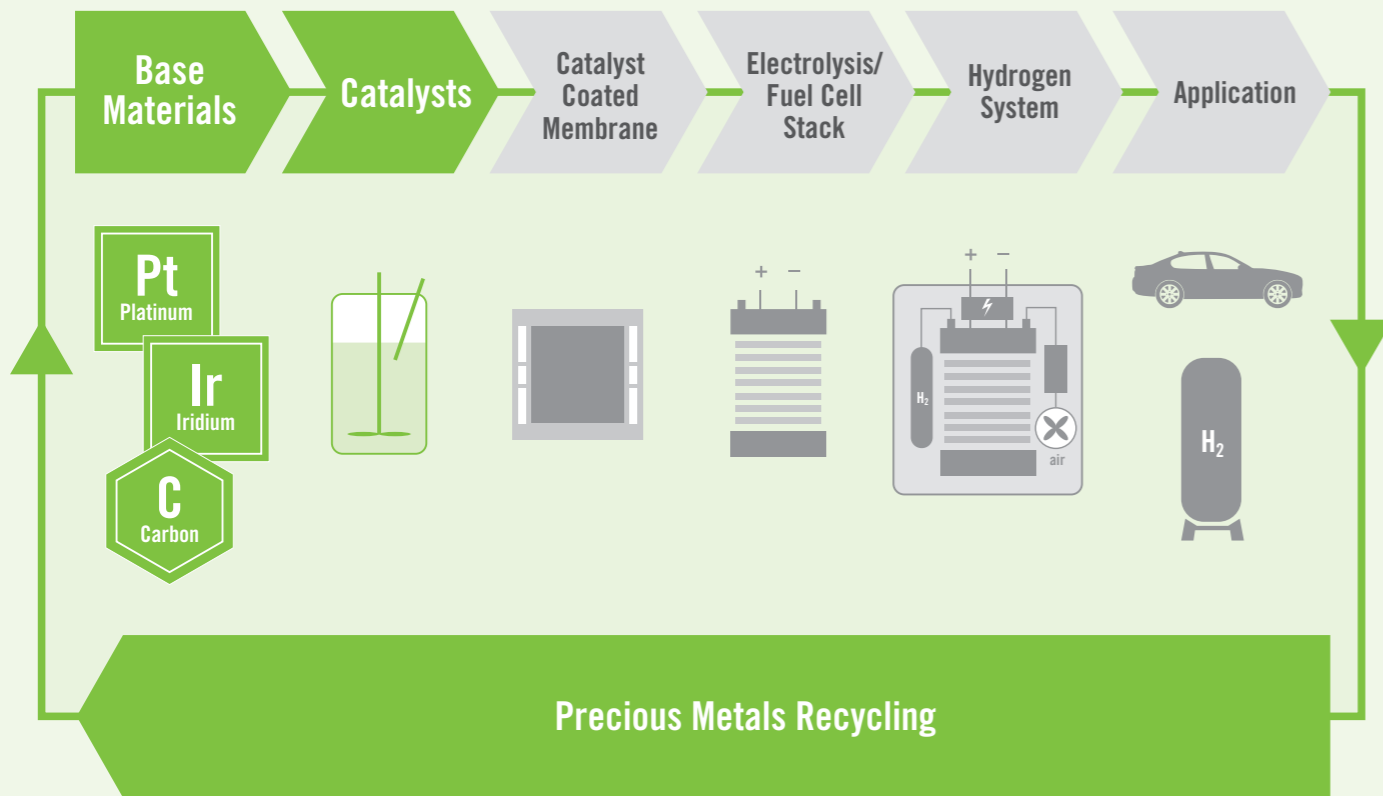 Base
Materials
Catalysts
Catalyst
Coated
Membrane
Electrolysis/
Fuel Cell
Stack
Hydrogen
System
Application
Pt
Platinum
Ir
Iridium
C
Carbon
+ −
+ −
H₂
air
H₂
Precious Metals Recycling